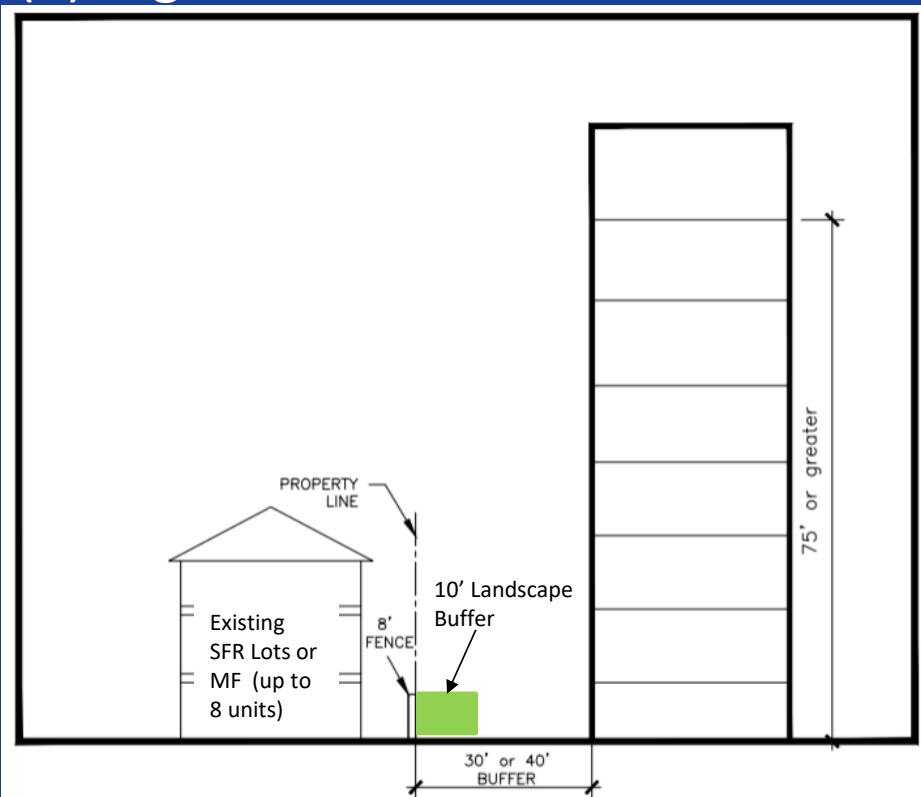 PROPERTY
LINE
75' or greater
10' Landscape
Buffer
8'
FENCE
Existing
SFR Lots or
MF (up to
8 units)
30' or 40'
BUFFER